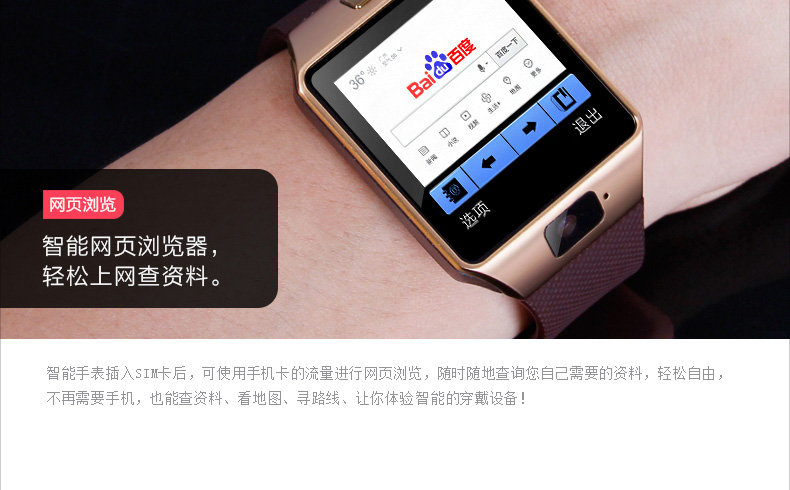 36°
Bai du 百度
百度一下
新闻
小说
视频
生活
地图
更多
选项
退出
网页浏览
智能网页浏览器，
轻松上网查资料。
智能手表插入SIM卡后，可使用手机卡的流量进行网页浏览，随时随地查询您自己需要的资料，轻松自由，
不再需要手机，也能查资料、看地图、寻路线、让你体验智能的穿戴设备！